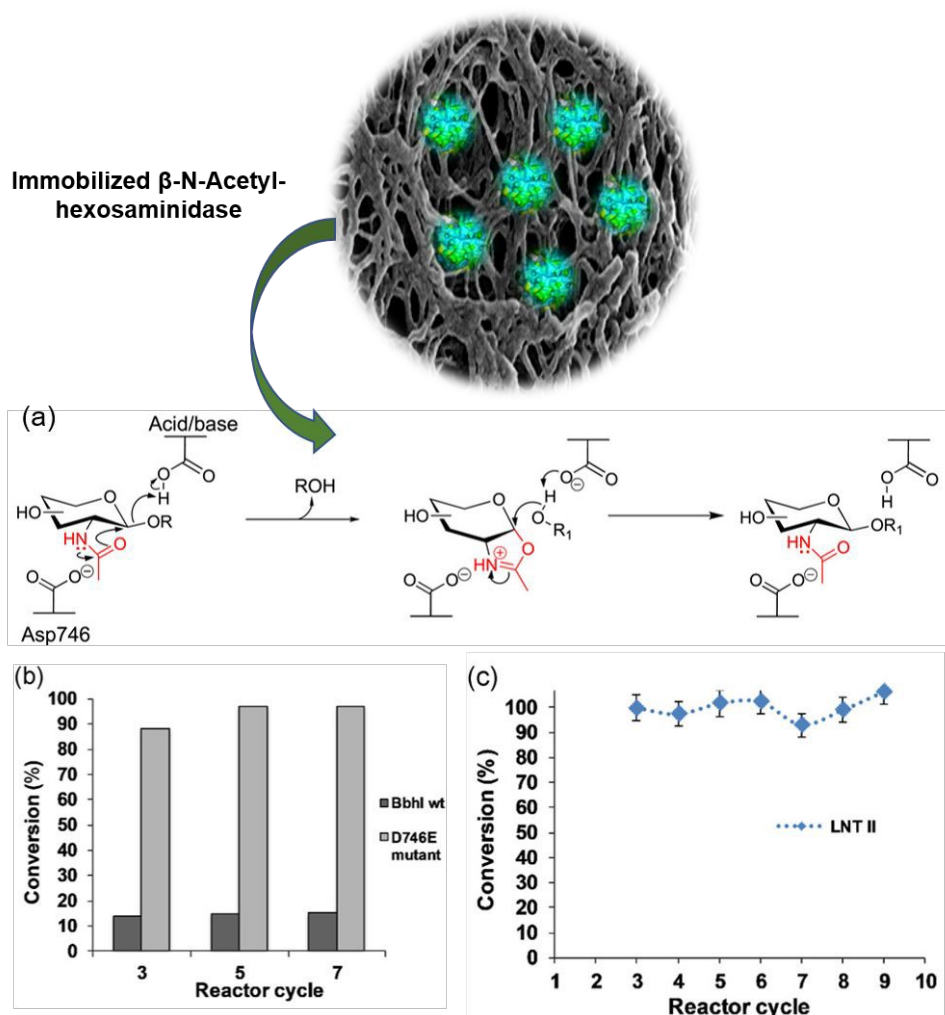 Immobilized β-N-Acetyl-
hexosaminidase
(a)
Acid/base
O
O
H
O
HO
OR
HN
O
O
O
Asp746
ROH
O
O
H
O
R1
O
HO
O
HN
O
O
O
O
H
O
HO
OR1
HN
O
O
O
(b)
100
90
80
70
60
50
40
30
20
10
0
Conversion (%)
3
5
7
Reactor cycle
BbhI wt
D746E
mutant
(c)
100
90
80
70
60
50
40
30
20
10
0
Conversion (%)
LNT II
1 2 3 4 5 6 7 8 9 10
Reactor cycle